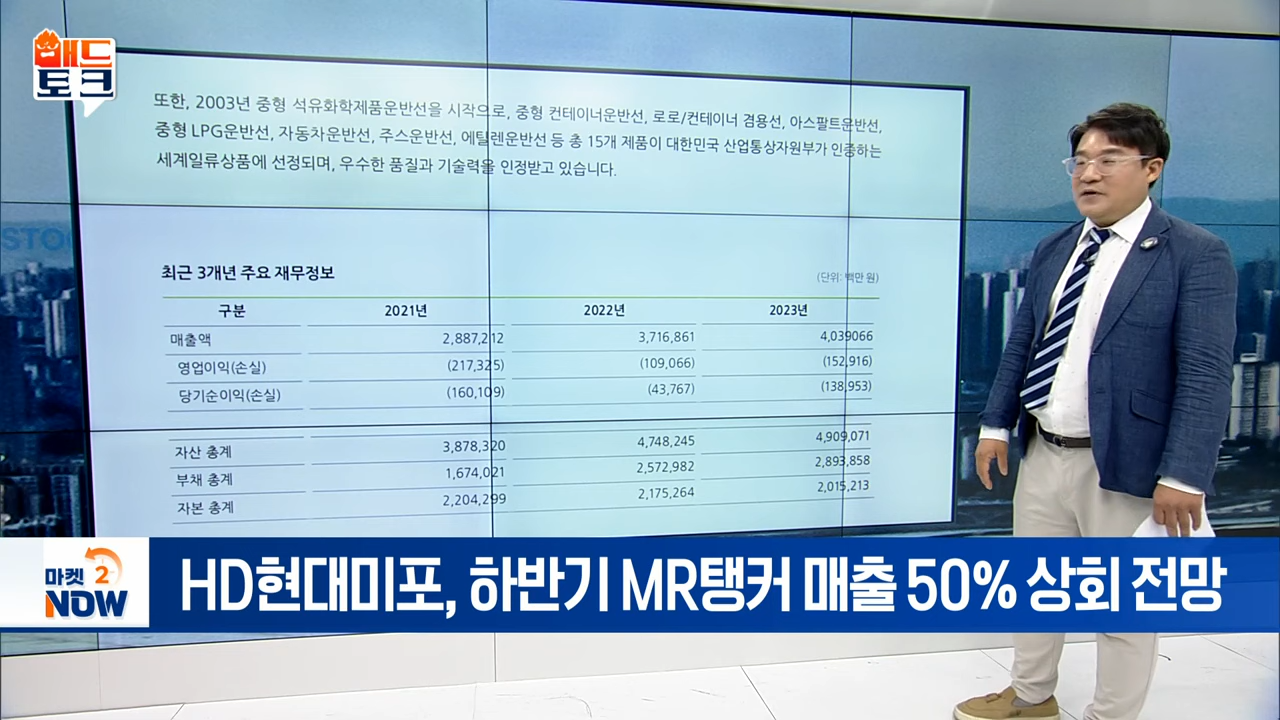 매드
토크
또한, 2003년 중형 석유화학제품운반선을 시작으로, 중형 컨테이너운반선, 로로/컨테이너 겸용선, 아스팔트운반선,
중형 LPG운반선, 자동차운반선, 주스운반선, 에틸렌운반선 등 총 15개 제품이 대한민국 산업통상자원부가 인증하는
세계일류상품에 선정되며, 우수한 품질과 기술력을 인정받고 있습니다.
STO
최근 3개년 주요 재무정보
(단위: 백만 원)
구분 2021년 2022년 2023년
매출액 2,887,212 3,716,861 4,039066
영업이익(손실) (217,325) (109,066) (152,916)
당기순이익(손실) (160,109) (43,767) (138,953)
자산 총계 3,878,320 4,748,245 4,909,071
부채 총계 1,674,021 2,572,982 2,893,858
자본 총계 2,204,299 2,175,264 2,015,213
마켓 2
NOW
HD현대미포, 하반기 MR탱커 매출 50% 상회 전망